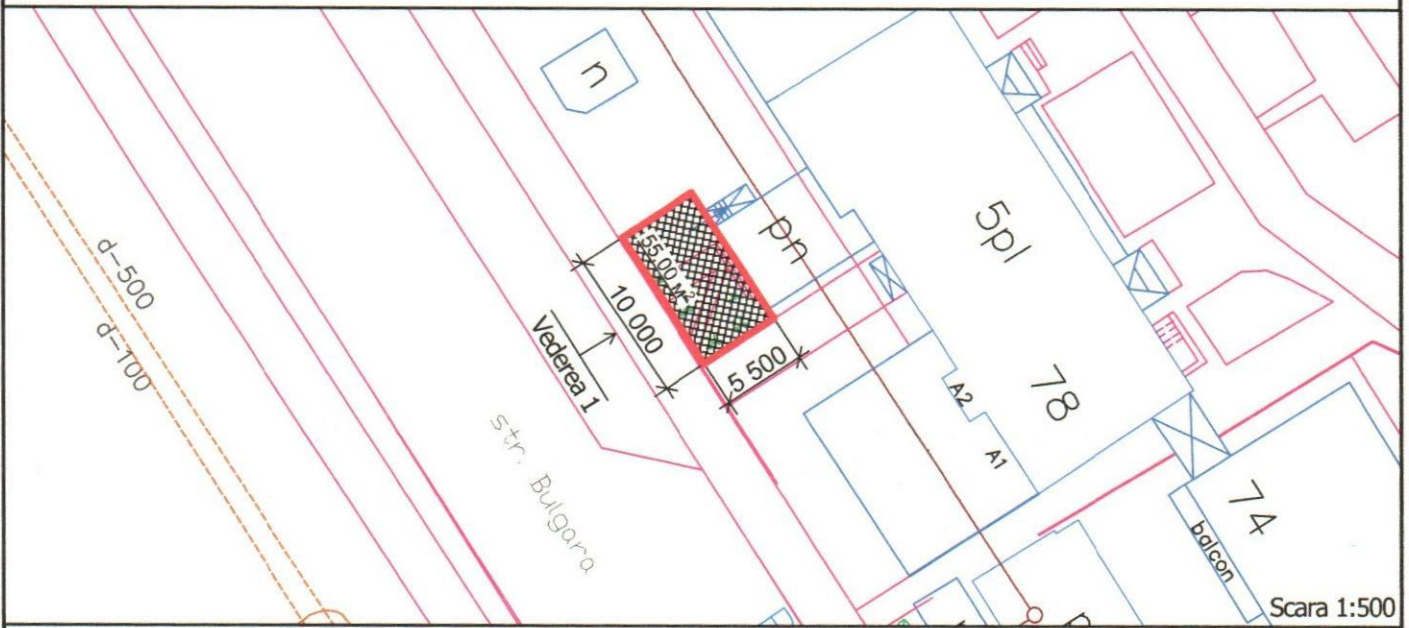 n
pn
5pl
d-500
d-100
55,00 M²
10 000
5 500
Vederea 1
78
A2
A1
str. Bulgara
74
balcon
Scara 1:500